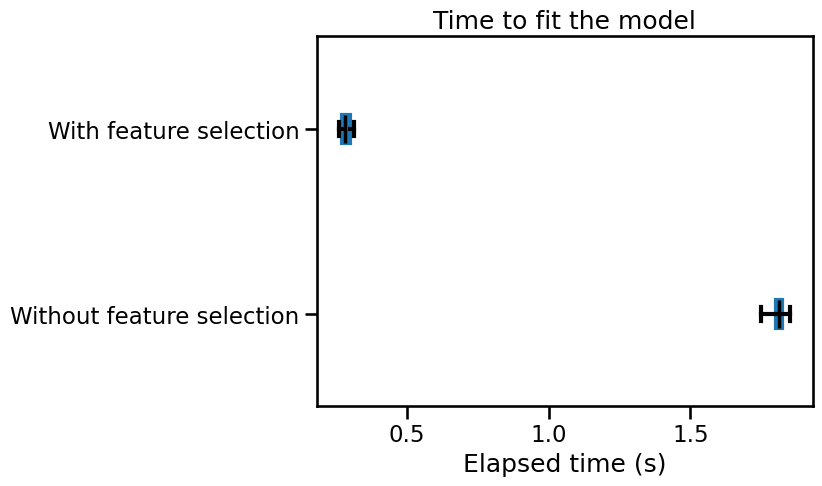 Time to fit the model
With feature selection
Without feature selection
0.5 1.0 1.5
Elapsed time (s)